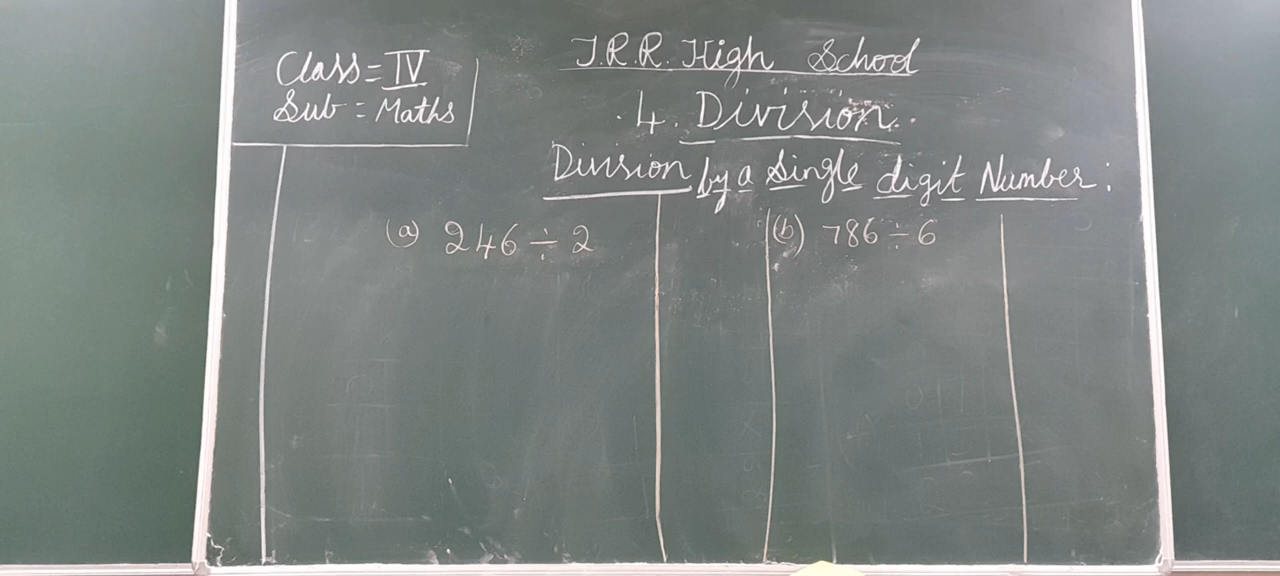 Class = IV
Sub = Maths
T.R.R. High School
4. Division.
Division by a single digit Number:
(a) 246 ÷ 2
(b) 786 ÷ 6